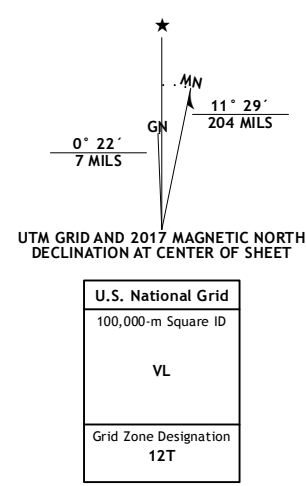 ★
MN
11° 29´
204 MILS
GN
0° 22´
7 MILS
UTM GRID AND 2017 MAGNETIC NORTH
DECLINATION AT CENTER OF SHEET
U.S. National Grid
100,000-m Square ID
VL
Grid Zone Designation
12T